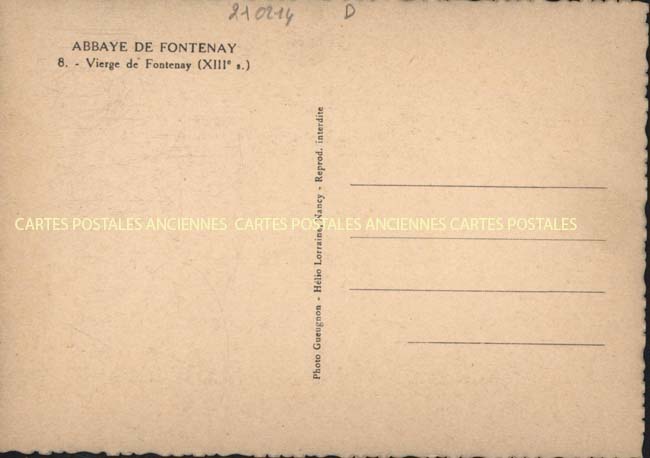 210214 D
ABBAYE DE FONTENAY
8. - Vierge de Fontenay (XIIIe s.)
Photo Gueugnon - Hélio Lorraine, Nancy - Reprod. interdite
CARTES POSTALES ANCIENNES CARTES POSTALES ANCIENNES CARTES POSTALES